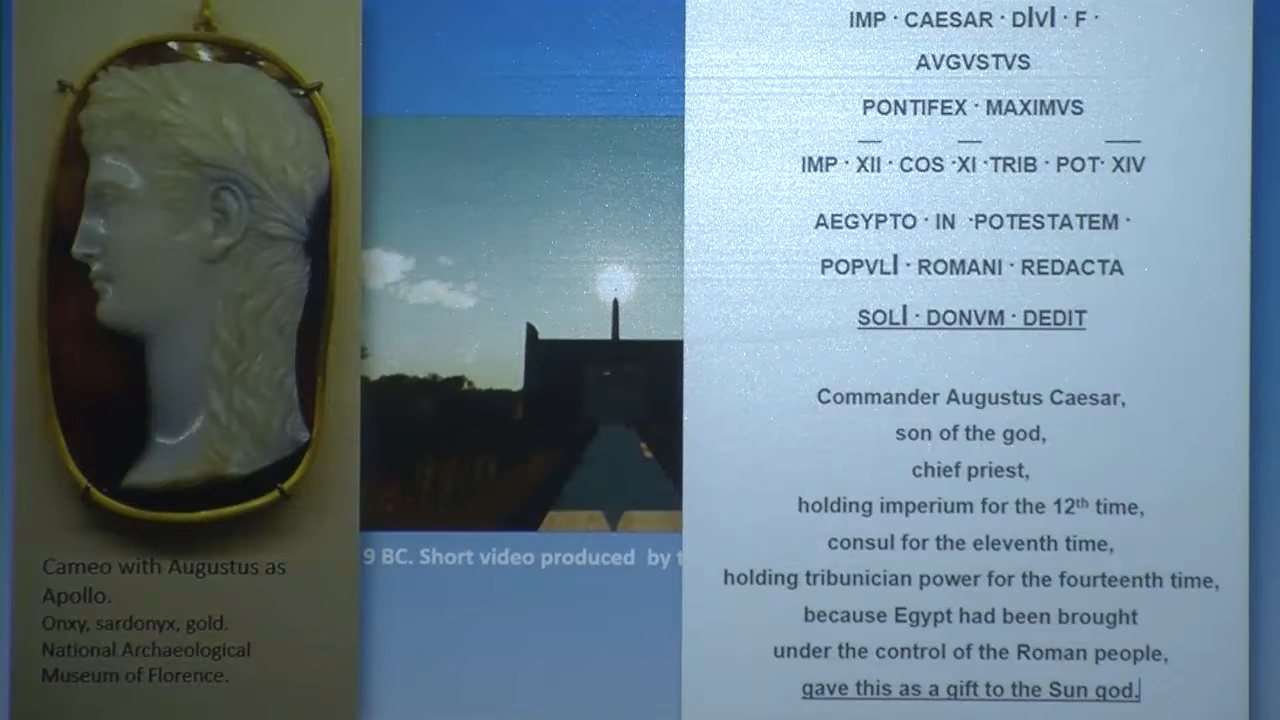 Cameo with Augustus as
Apollo.
Onxy, sardonyx, gold.
National Archaeological
Museum of Florence.
9 BC. Short video produced by
IMP · CAESAR · DIVI · F ·
AVGVSTVS
PONTIFEX · MAXIMVS
IMP · XII · COS ·XI ·TRIB · POT· XIV
AEGYPTO · IN ·POTESTATEM ·
POPVLI · ROMANI · REDACTA
SOLI · DONVM · DEDIT
Commander Augustus Caesar,
son of the god,
chief priest,
holding imperium for the 12th time,
consul for the eleventh time,
holding tribunician power for the fourteenth time,
because Egypt had been brought
under the control of the Roman people,
gave this as a gift to the Sun god.